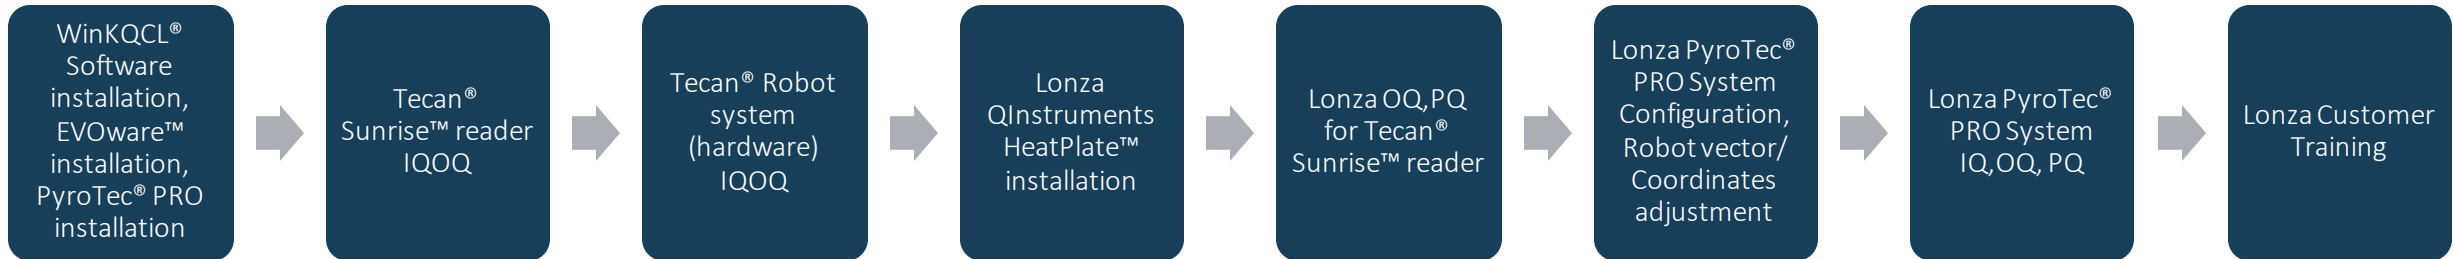 WinKQCL®
Software
installation,
EVOware™
installation,
PyroTec® PRO
installation
Tecan®
Sunrise™ reader
IQOQ
Tecan® Robot
system
(hardware)
IQOQ
Lonza
QInstruments
HeatPlate™
installation
Lonza OQ,PQ
for Tecan®
Sunrise™ reader
Lonza PyroTec®
PRO System
Configuration,
Robot vector/
Coordinates
adjustment
Lonza PyroTec®
PRO System
IQ,OQ, PQ
Lonza Customer
Training